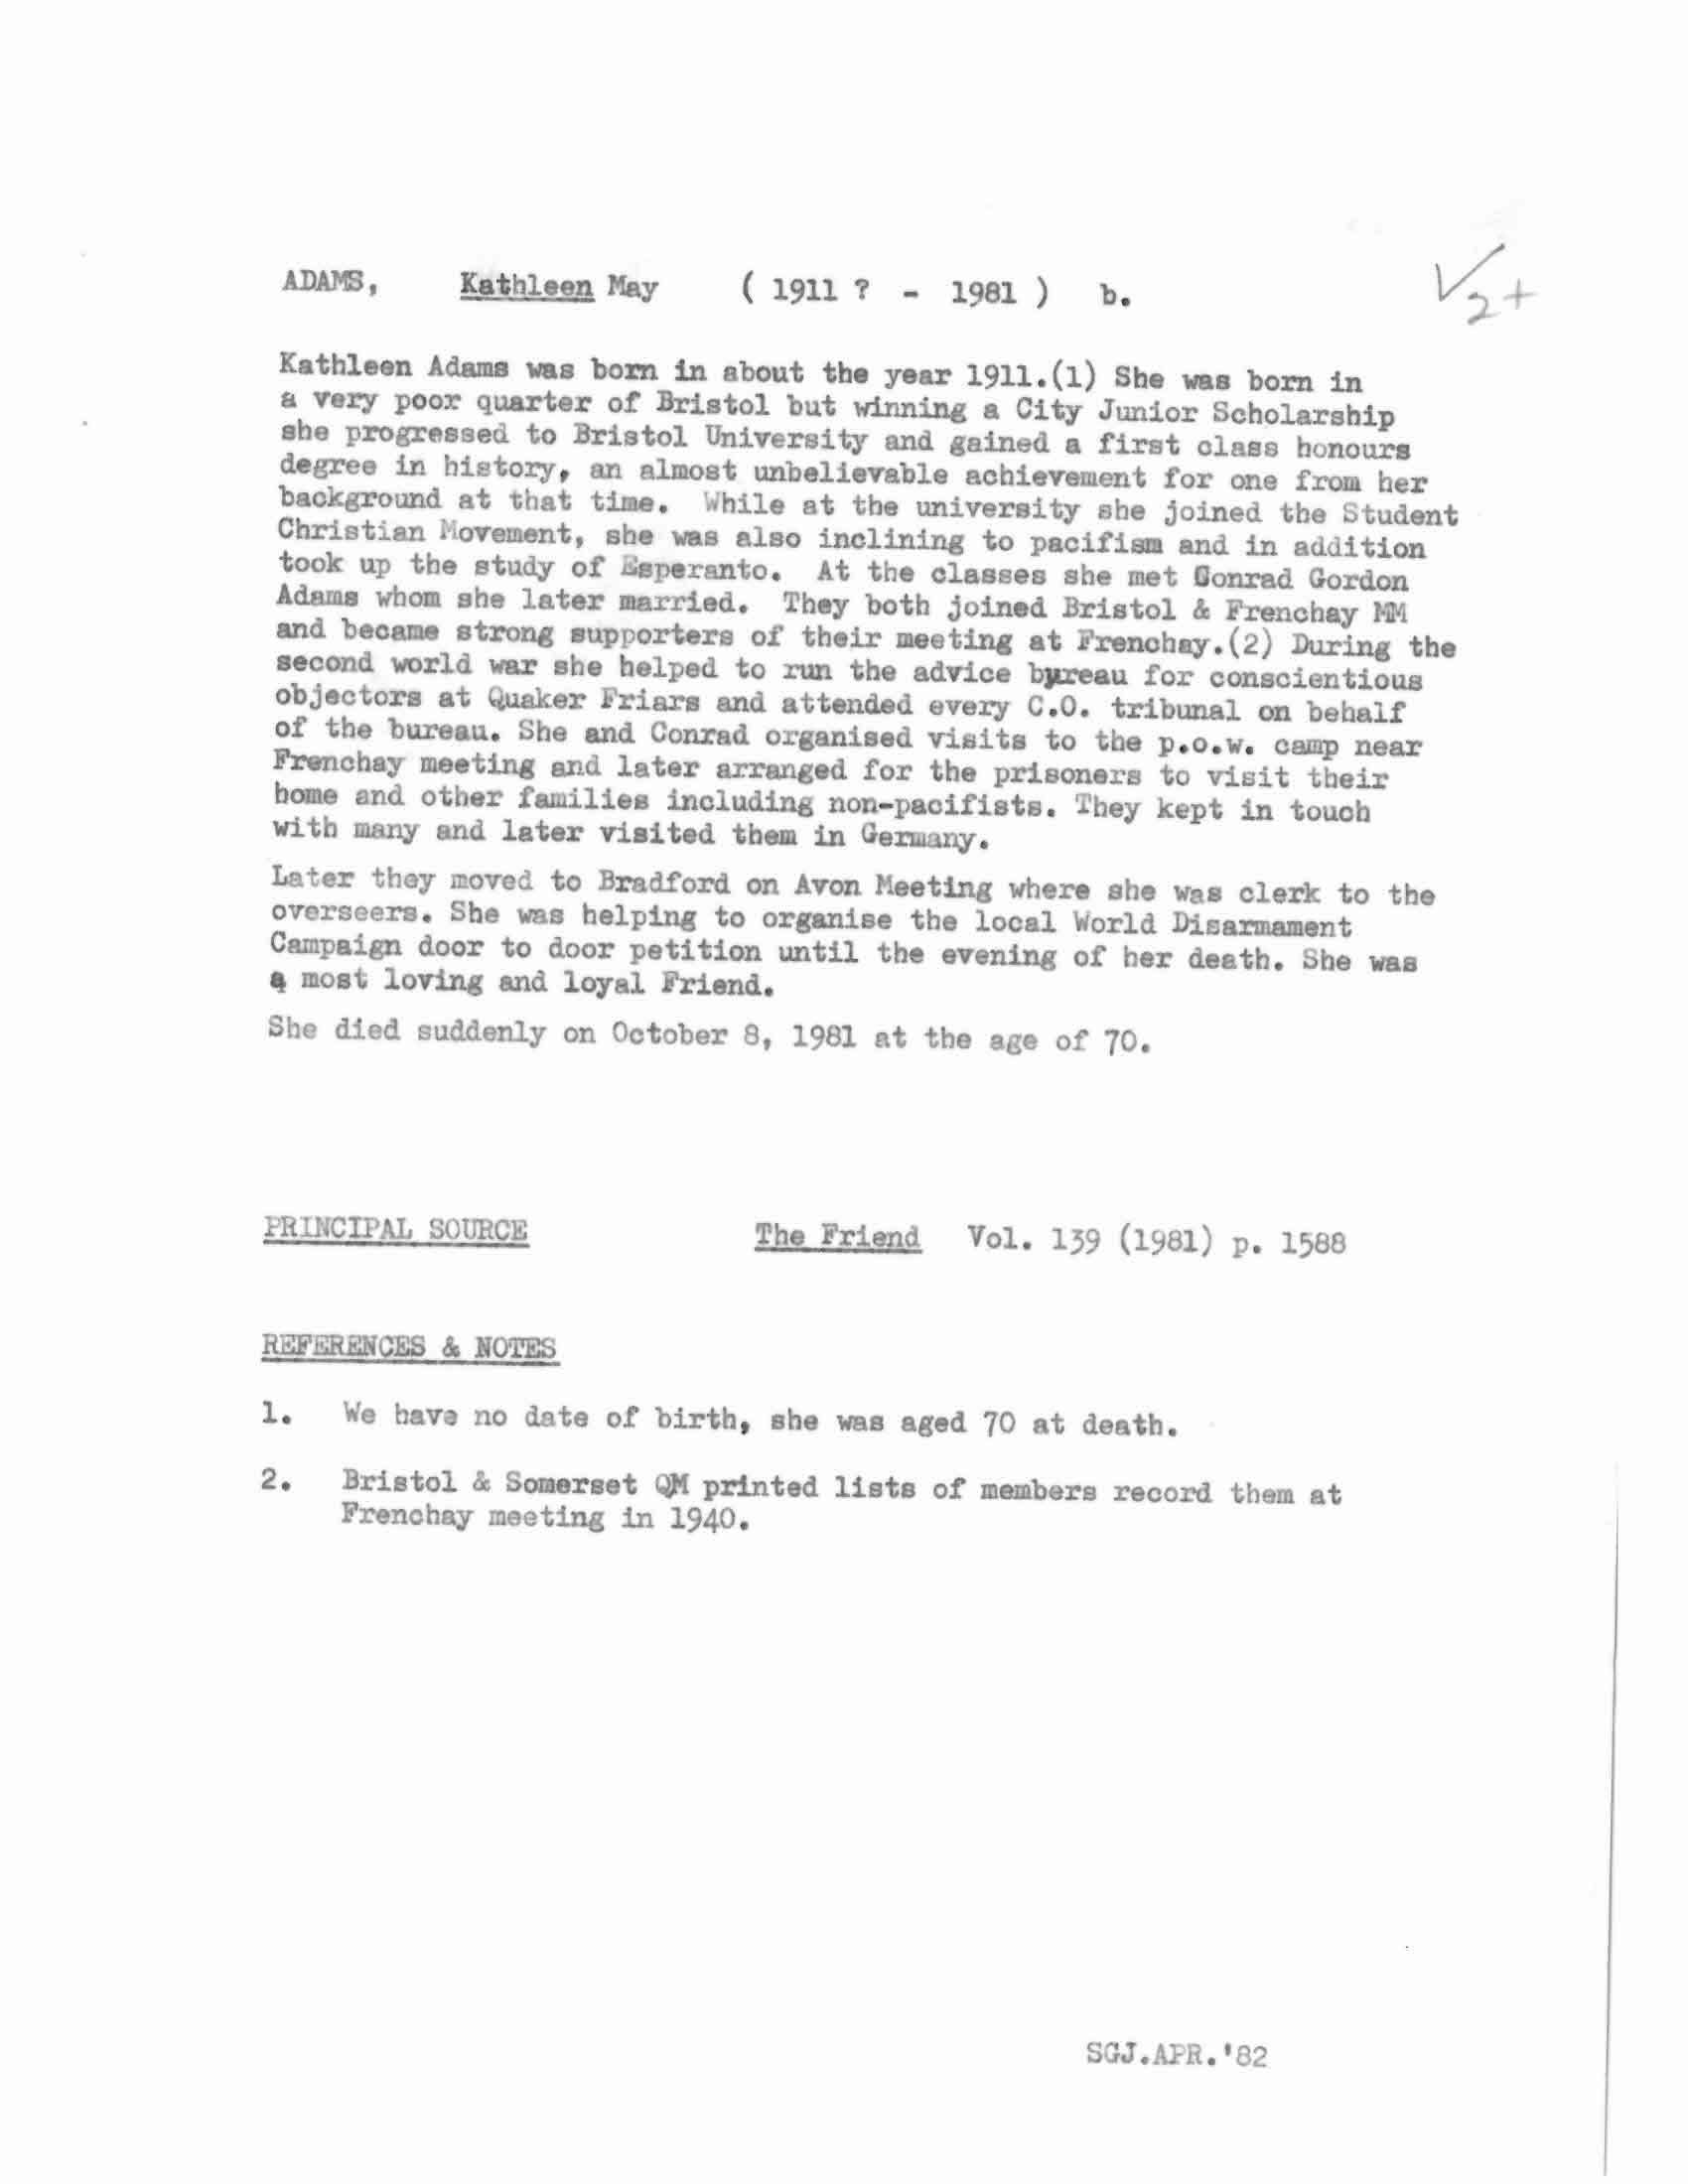 ADAMS, Kathleen May ( 1911 ? - 1981 ) b.
√2+
Kathleen Adams was born in about the year 1911.(1) She was born in
a very poor quarter of Bristol but winning a City Junior Scholarship
she progressed to Bristol University and gained a first class honours
degree in history, an almost unbelievable achievement for one from her
background at that time. While at the university she joined the Student
Christian Movement, she was also inclining to pacifism and in addition
took up the study of Esperanto. At the classes she met Conrad Gordon
Adams whom she later married. They both joined Bristol & Frenchay MM
and became strong supporters of their meeting at Frenchay.(2) During the
second world war she helped to run the advice bureau for conscientious
objectors at Quaker Friars and attended every C.O. tribunal on behalf
of the bureau. She and Conrad organised visits to the p.o.w. camp near
Frenchay meeting and later arranged for the prisoners to visit their
home and other families including non-pacifists. They kept in touch
with many and later visited them in Germany.
Later they moved to Bradford on Avon Meeting where she was clerk to the
overseers. She was helping to organise the local World Disarmament
Campaign door to door petition until the evening of her death. She was
a most loving and loyal Friend.
She died suddenly on October 8, 1981 at the age of 70.
PRINCIPAL SOURCE The Friend Vol. 139 (1981) p. 1588
REFERENCES & NOTES
1. We have no date of birth, she was aged 70 at death.
2. Bristol & Somerset QM printed lists of members record them at
Frenchay meeting in 1940.
SGJ.APR.'82